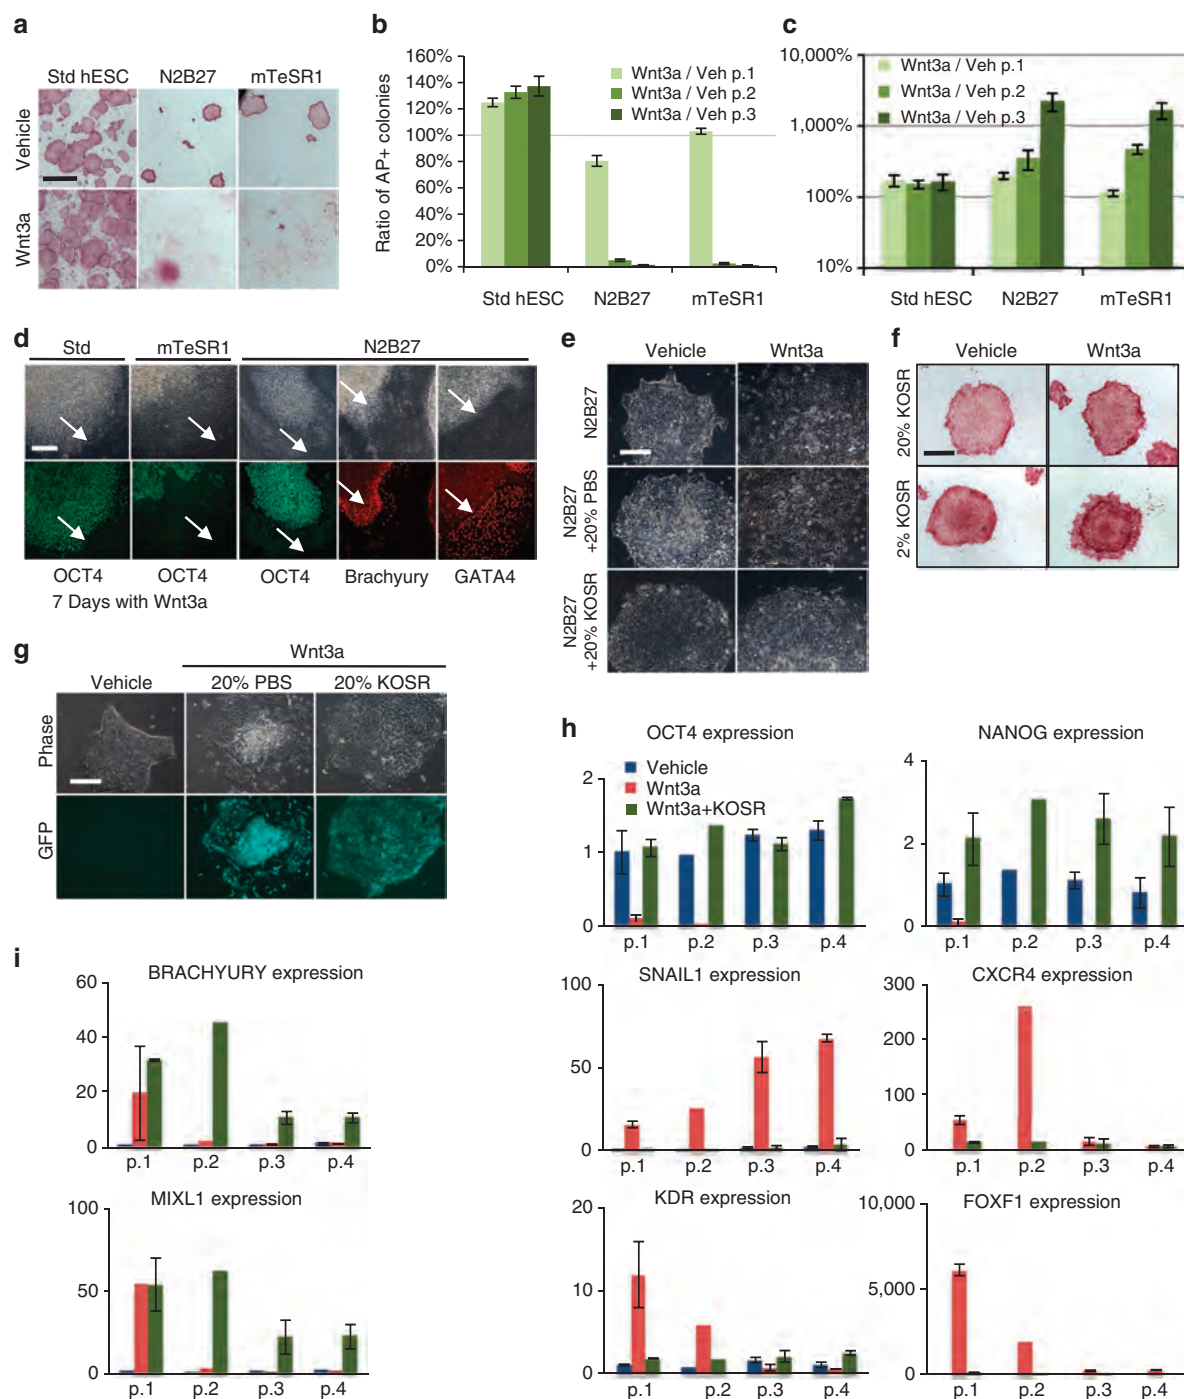 a
Std hESC N2B27 mTeSR1
Vehicle
Wnt3a
b
160%
140%
120%
100%
80%
60%
40%
20%
0%
Ratio of AP+ colonies
Wnt3a / Veh p.1
Wnt3a / Veh p.2
Wnt3a / Veh p.3
Std hESC N2B27 mTeSR1
c
10,000%
1,000%
100%
10%
Wnt3a / Veh p.1
Wnt3a / Veh p.2
Wnt3a / Veh p.3
Std hESC N2B27 mTeSR1
d
Std mTeSR1 N2B27
OCT4 OCT4 OCT4 Brachyury GATA4
7 Days with Wnt3a
e
Vehicle Wnt3a
N2B27
N2B27
+20% PBS
N2B27
+20% KOSR
f
Vehicle Wnt3a
20% KOSR
2% KOSR
g
Wnt3a
Vehicle 20% PBS 20% KOSR
Phase
GFP
h
OCT4 expression
Vehicle
Wnt3a
Wnt3a+KOSR
2
1
0
p.1 p.2 p.3 p.4
NANOG expression
4
2
0
p.1 p.2 p.3 p.4
i
BRACHYURY expression
60
40
20
0
p.1 p.2 p.3 p.4
SNAIL1 expression
100
50
0
p.1 p.2 p.3 p.4
CXCR4 expression
300
200
100
0
p.1 p.2 p.3 p.4
MIXL1 expression
100
50
0
p.1 p.2 p.3 p.4
KDR expression
20
10
0
p.1 p.2 p.3 p.4
FOXF1 expression
10,000
5,000
0
p.1 p.2 p.3 p.4